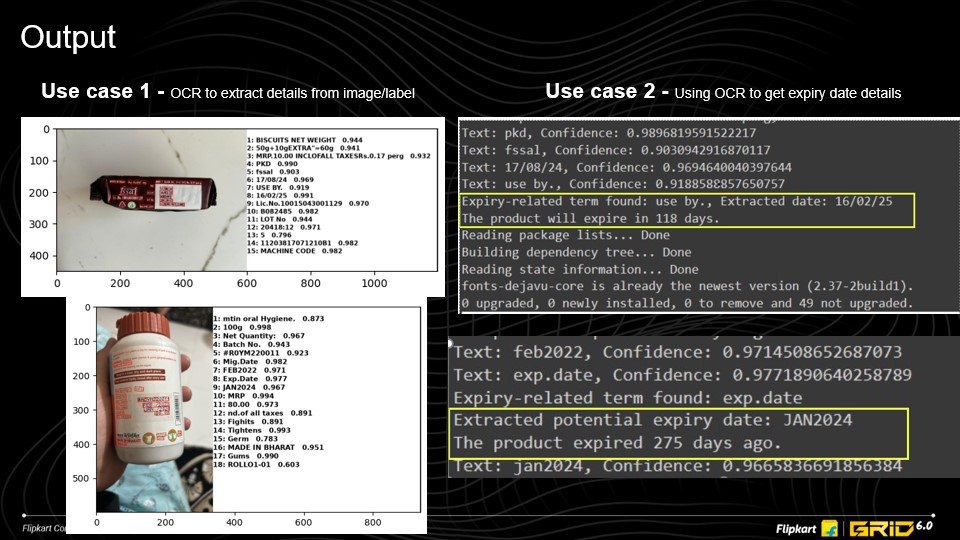 Output
Use case 1 - OCR to extract details from image/label
0
100
200
300
400
0 200 400 600 800 1000
1: BISCUITS NET WEIGHT 0.944
2: 50g+10gEXTRA"=60g 0.941
3: MRP.10.00 INCLOFALL TAXESRs.0.17 perg 0.932
4: PKD 0.990
5: fssal 0.903
6: 17/08/24 0.969
7: USE BY. 0.919
8: 16/02/25 0.991
9: Lic.No.10015043001129 0.970
10: B082485 0.982
11: LOT No 0.944
12: 20418:12 0.971
13: 5 0.796
14: 11203817071210B1 0.982
15: MACHINE CODE 0.982
0
100
200
300
400
500
0 200 400 600 800
1: mtin oral Hygiene. 0.873
2: 100g 0.998
3: Net Quantity: 0.967
4: Batch No. 0.943
5: #R0YM220011 0.923
6: Mig.Date 0.982
7: FEB2022 0.971
8: Exp.Date 0.977
9: JAN2024 0.967
10: MRP 0.994
11: 80.00 0.973
12: nd.of all taxes 0.891
13: Fighits 0.891
14: Tightens 0.993
15: Germ 0.783
16: MADE IN BHARAT 0.951
17: Gums 0.990
18: ROLLO1-01 0.603
Use case 2 - Using OCR to get expiry date details
Text: pkd, Confidence: 0.9896819591522217
Text: fssal, Confidence: 0.9030942916870117
Text: 17/08/24, Confidence: 0.9694640040397644
Text: use by., Confidence: 0.9188582857650757
Expiry-related term found: use by., Extracted date: 16/02/25
The product will expire in 118 days.
Reading package lists... Done
Building dependency tree... Done
Reading state information... Done
fonts-dejavu-core is already the newest version (2.37-2build1).
0 upgraded, 0 newly installed, 0 to remove and 49 not upgraded.
Text: feb2022, Confidence: 0.9714508652687073
Text: exp.date, Confidence: 0.9771890640258789
Expiry-related term found: exp.date
Extracted potential expiry date: JAN2024
The product expired 275 days ago.
Text: jan2024, Confidence: 0.9665836691856384
Flipkart
Flipkart GRiD 6.0